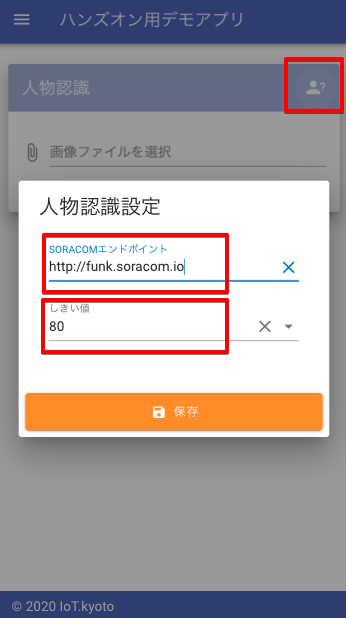 ハンズオン用デモアプリ
人物認識
画像ファイルを選択
人物認識設定
SORACOMエンドポイント
http://funk.soracom.io
しきい値
80
保存
© 2020 IoT.kyoto